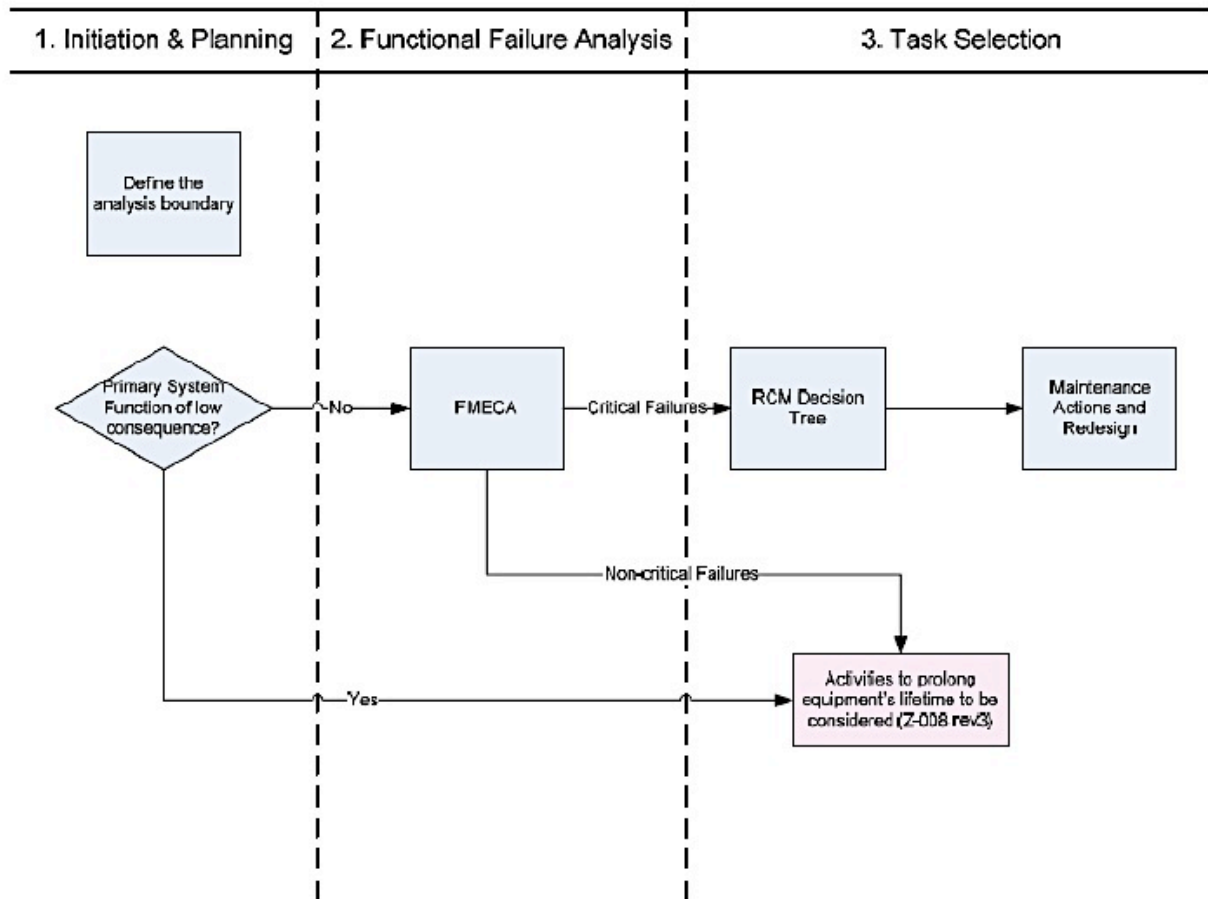 1. Initiation & Planning
2. Functional Failure Analysis
3. Task Selection
Define the
analysis boundary
Primary System
Function of low
consequence?
No
FMECA
Critical Failures
RCM Decision
Tree
Maintenance
Actions and
Redesign
Non-critical Failures
Yes
Activities to prolong
equipment's lifetime to be
considered (Z-008 rev3)